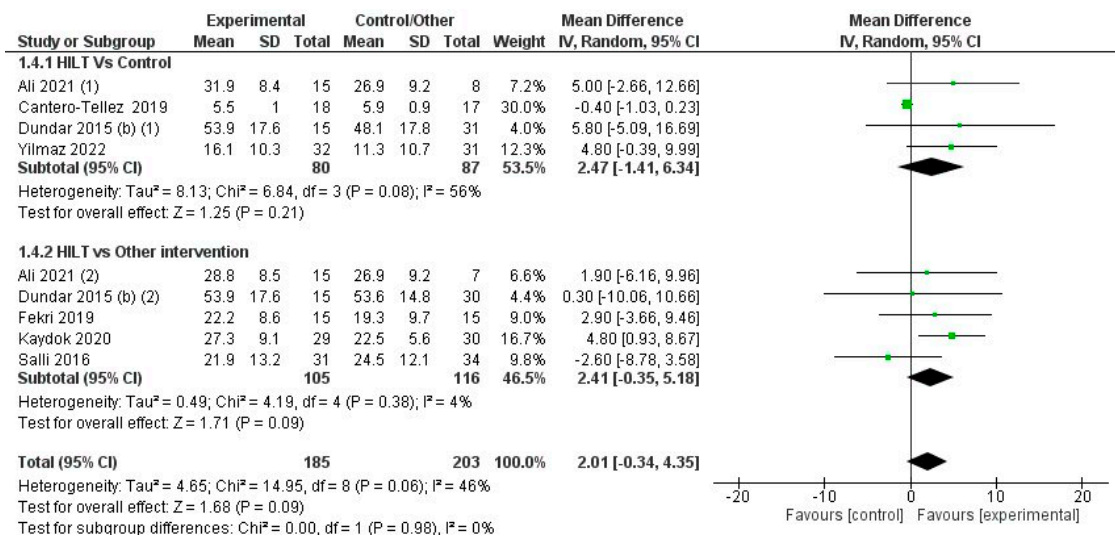 Experimental Control/Other Mean Difference Mean Difference
Study or Subgroup Mean SD Total Mean SD Total Weight IV, Random, 95% CI IV, Random, 95% CI
1.4.1 HILT Vs Control
Ali 2021 (1) 31.9 8.4 15 26.9 9.2 8 7.2% 5.00 [-2.66, 12.66]
Cantero-Tellez 2019 5.5 1 18 5.9 0.9 17 30.0% -0.40 [-1.03, 0.23]
Dundar 2015 (b) (1) 53.9 17.6 15 48.1 17.8 31 4.0% 5.80 [-5.09, 16.69]
Yilmaz 2022 16.1 10.3 32 11.3 10.7 31 12.3% 4.80 [-0.39, 9.99]
Subtotal (95% CI) 80 87 53.5% 2.47 [-1.41, 6.34]
Heterogeneity: Tau² = 8.13; Chi² = 6.84, df = 3 (P = 0.08); I² = 56%
Test for overall effect: Z = 1.25 (P = 0.21)
1.4.2 HILT vs Other intervention
Ali 2021 (2) 28.8 8.5 15 26.9 9.2 7 6.6% 1.90 [-6.16, 9.96]
Dundar 2015 (b) (2) 53.9 17.6 15 53.6 14.8 30 4.4% 0.30 [-10.06, 10.66]
Fekri 2019 22.2 8.6 15 19.3 9.7 15 9.0% 2.90 [-3.66, 9.46]
Kaydok 2020 27.3 9.1 29 22.5 5.6 30 16.7% 4.80 [0.93, 8.67]
Salli 2016 21.9 13.2 31 24.5 12.1 34 9.8% -2.60 [-8.78, 3.58]
Subtotal (95% CI) 105 116 46.5% 2.41 [-0.35, 5.18]
Heterogeneity: Tau² = 0.49; Chi² = 4.19, df = 4 (P = 0.38); I² = 4%
Test for overall effect: Z = 1.71 (P = 0.09)
Total (95% CI) 185 203 100.0% 2.01 [-0.34, 4.35]
Heterogeneity: Tau² = 4.65; Chi² = 14.95, df = 8 (P = 0.06); I² = 46%
Test for overall effect: Z = 1.68 (P = 0.09)
Test for subgroup differences: Chi² = 0.00, df = 1 (P = 0.98), I² = 0%
-20 -10 0 10 20
Favours [control] Favours [experimental]